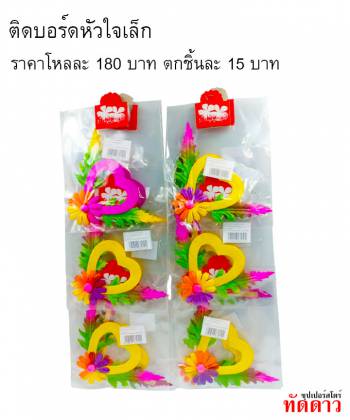 ติดบอร์ดหัวใจเล็ก
ราคาโหลละ 180 บาท ตกชิ้นละ 15 บาท
ซุปเปอร์สโตร์
ทัดดาว